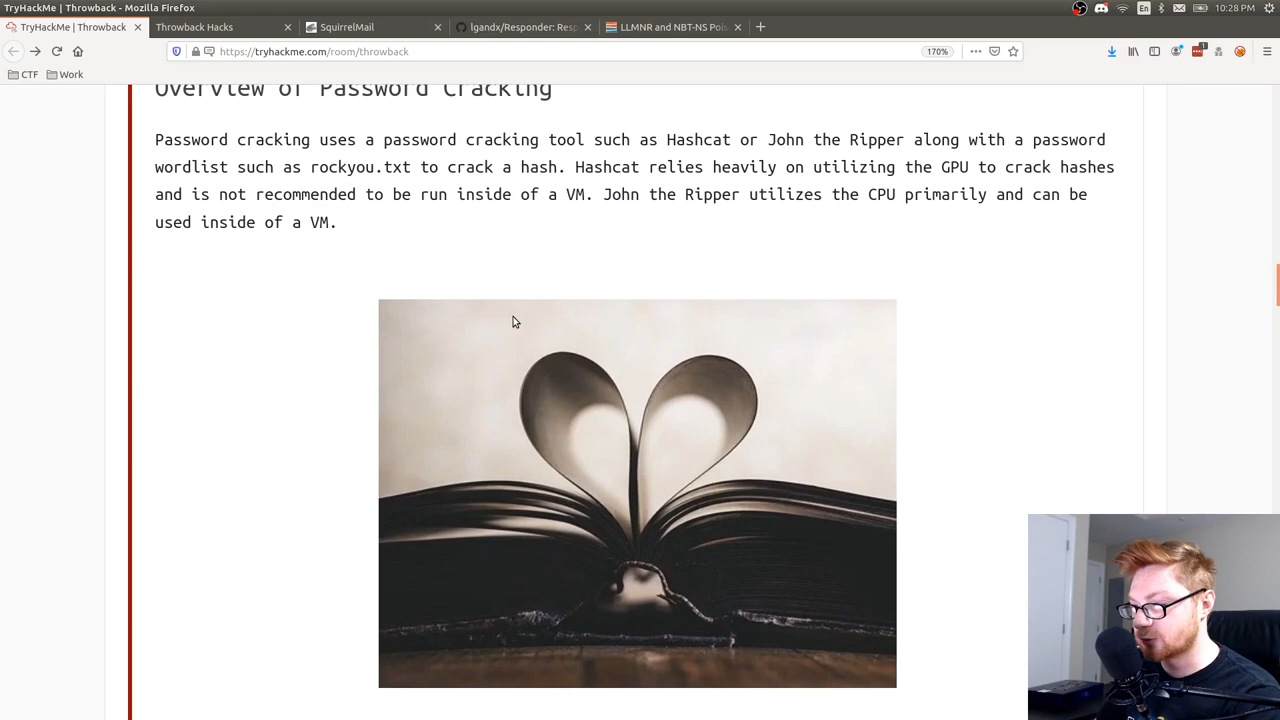 TryHackMe | Throwback - Mozilla Firefox
En
10:28 PM
TryHackMe | Throwback
Throwback Hacks
SquirrelMail
lgandx/Responder: Resp
LLMNR and NBT-NS Pois
https://tryhackme.com/room/throwback
170%
1
CTF
Work
Overview of Password Cracking
Password cracking uses a password cracking tool such as Hashcat or John the Ripper along with a password
wordlist such as rockyou.txt to crack a hash. Hashcat relies heavily on utilizing the GPU to crack hashes
and is not recommended to be run inside of a VM. John the Ripper utilizes the CPU primarily and can be
used inside of a VM.